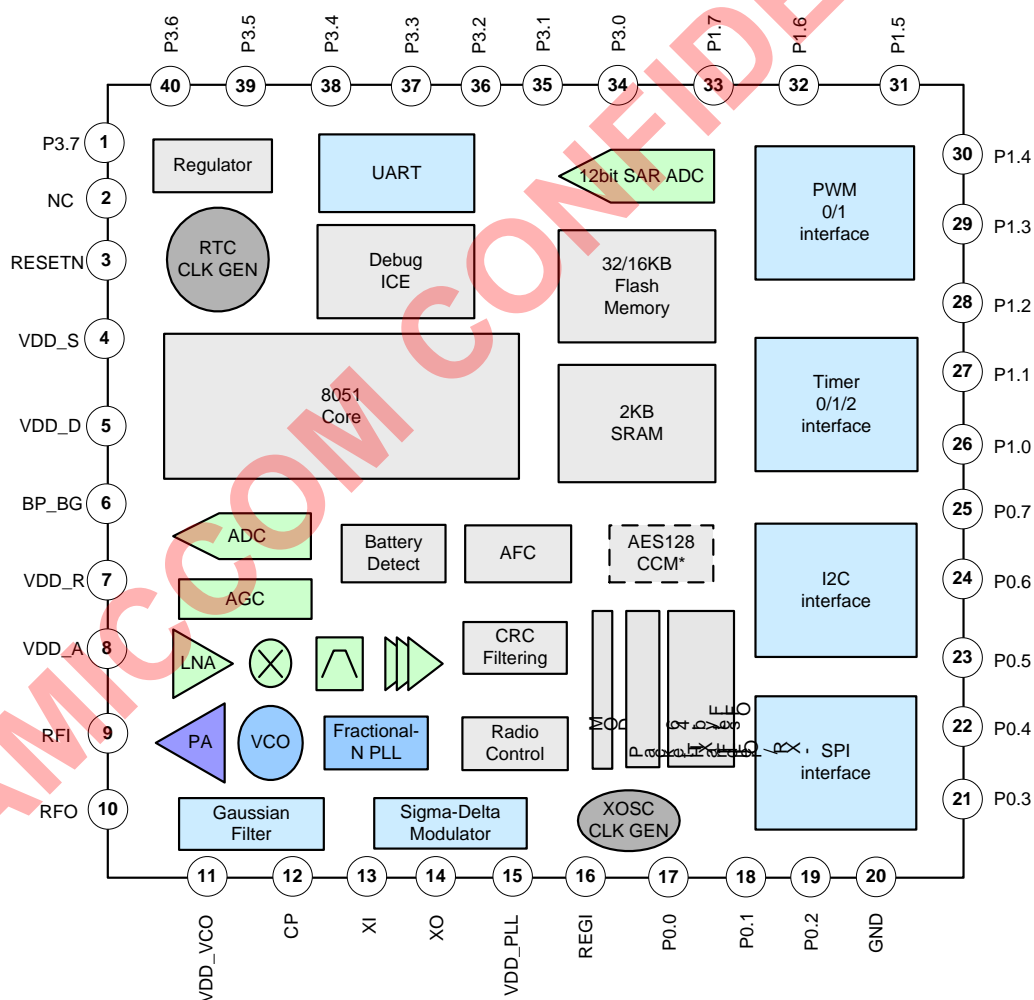 P3.6
P3.5
P3.4
P3.3
P3.2
P3.1
P3.0
P1.7
P1.6
P1.5
40
39
38
37
36
35
34
33
32
31
P3.7
1
NC
2
RESETN
3
VDD_S
4
VDD_D
5
BP_BG
6
VDD_R
7
VDD_A
8
RFI
9
RFO
10
Regulator
UART
12bit SAR ADC
PWM
0/1
interface
RTC
CLK GEN
Debug
ICE
32/16KB
Flash
Memory
8051
Core
2KB
SRAM
Timer
0/1/2
interface
ADC
Battery
Detect
AFC
AES128
CCM*
I2C
interface
AGC
LNA
CRC
Filtering
PA
VCO
Fractional-
N PLL
Radio
Control
SPI
interface
Gaussian
Filter
Sigma-Delta
Modulator
XOSC
CLK GEN
30
P1.4
29
P1.3
28
P1.2
27
P1.1
26
P1.0
25
P0.7
24
P0.6
23
P0.5
22
P0.4
21
P0.3
11
12
13
14
15
16
17
18
19
20
VDD_VCO
CP
XI
XO
VDD_PLL
REGI
P0.0
P0.1
P0.2
GND
AMICCOM CONFIDE